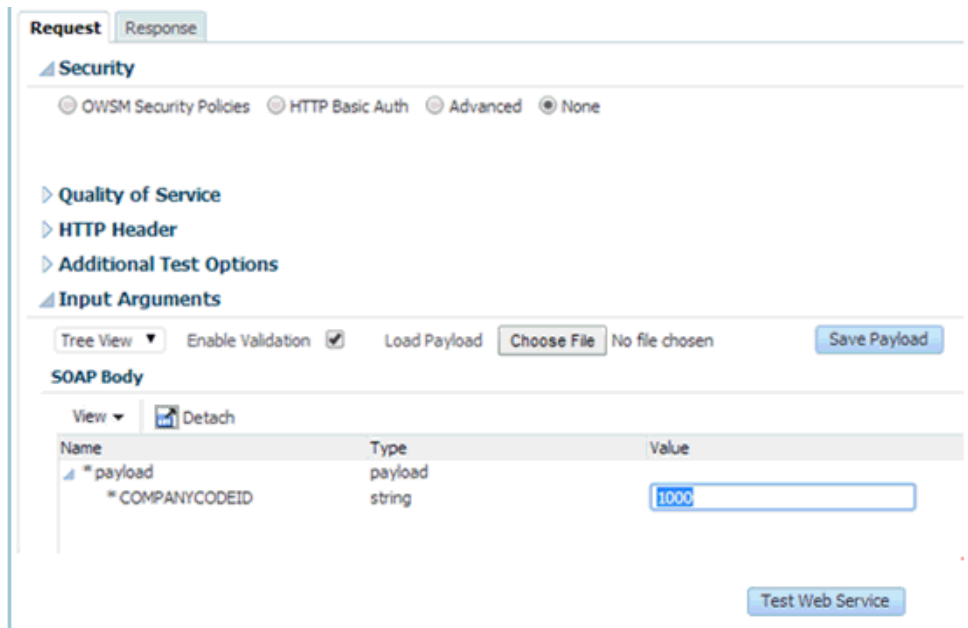 Request Response
Security
OWSM Security Policies HTTP Basic Auth Advanced None
Quality of Service
HTTP Header
Additional Test Options
Input Arguments
Tree View Enable Validation Load Payload Choose File No file chosen Save Payload
SOAP Body
View Detach
Name Type Value
* payload payload
* COMPANYCODEID string 1000
Test Web Service